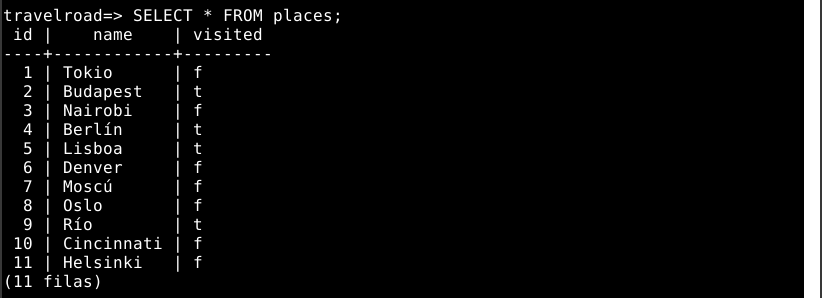 travelroad=> SELECT * FROM places;
 id |    name    | visited
----+------------+---------
  1 | Tokio      | f
  2 | Budapest   | t
  3 | Nairobi    | f
  4 | Berlín     | t
  5 | Lisboa     | t
  6 | Denver     | f
  7 | Moscú      | f
  8 | Oslo       | f
  9 | Río        | t
 10 | Cincinnati | f
 11 | Helsinki   | f
(11 filas)